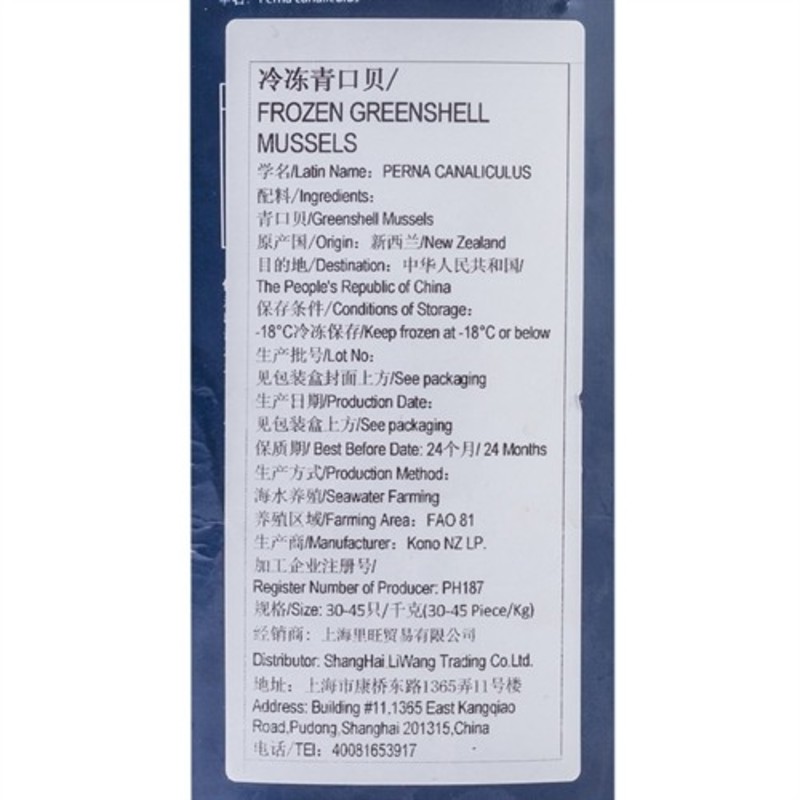 Perna canaliculus
冷冻青口贝/
FROZEN GREENSHELL
MUSSELS
学名/Latin Name：PERNA CANALICULUS
配料/Ingredients：
青口贝/Greenshell Mussels
原产国/Origin：新西兰/New Zealand
目的地/Destination：中华人民共和国/
The People's Republic of China
保存条件/Conditions of Storage：
-18°C冷冻保存/Keep frozen at -18°C or below
生产批号/Lot No：
见包装盒封面上方/See packaging
生产日期/Production Date：
见包装盒上方/See packaging
保质期/ Best Before Date: 24个月/ 24 Months
生产方式/Production Method：
海水养殖/Seawater Farming
养殖区域/Farming Area：FAO 81
生产商/Manufacturer：Kono NZ LP.
加工企业注册号/
Register Number of Producer: PH187
规格/Size: 30-45只/千克(30-45 Piece/Kg)
经销商：上海里旺贸易有限公司
Distributor: ShangHai LiWang Trading Co.Ltd.
地址：上海市康桥东路1365弄11号楼
Address: Building #11,1365 East Kangqiao
Road,Pudong,Shanghai 201315,China
电话/TEl：40081653917